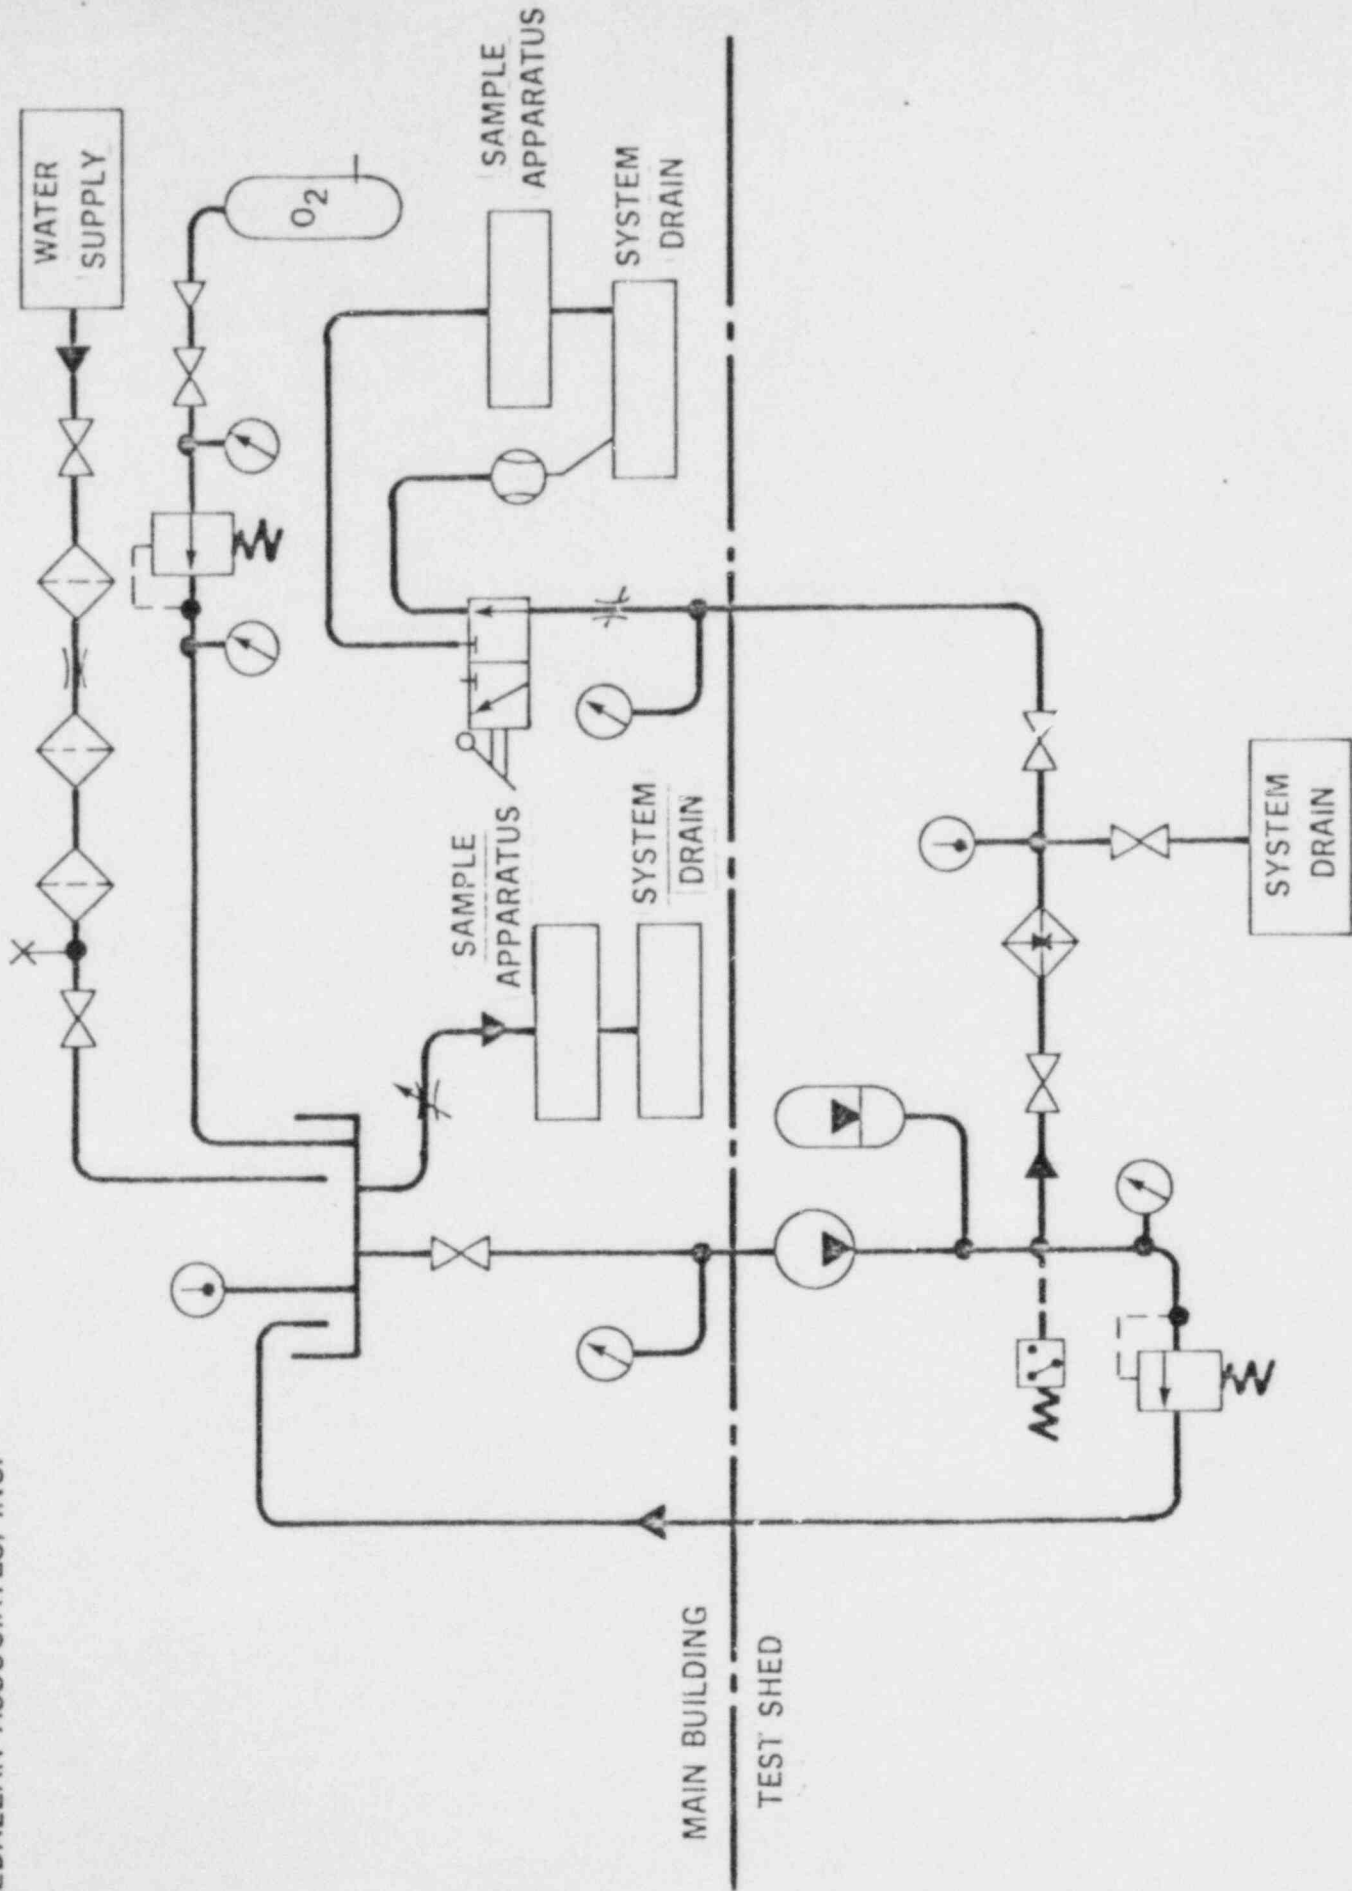 WATER
SUPPLY
O2
SAMPLE
APPARATUS
SYSTEM
DRAIN
SAMPLE
APPARATUS
SYSTEM
DRAIN
MAIN BUILDING
TEST SHED
SYSTEM
DRAIN